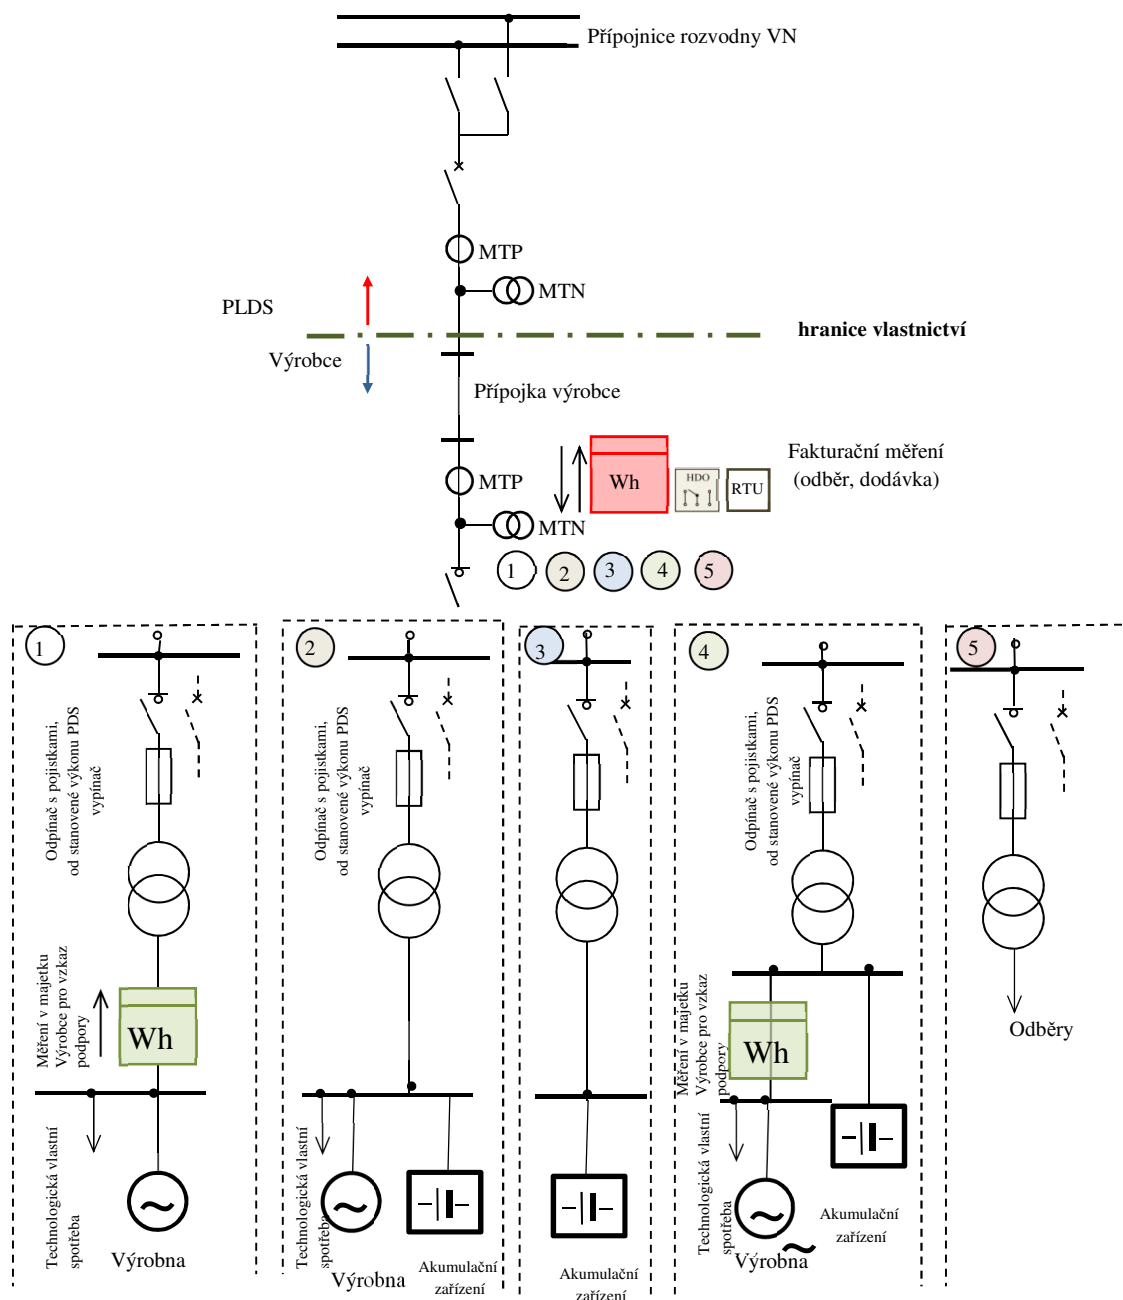 Přípojnice rozvodny VN
MTP
MTN
PLDS
hranice vlastnictví
Výrobce
Přípojka výrobce
Fakturační měření
(odběr, dodávka)
Wh
HDO
RTU
MTP
MTN
1
2
3
4
5
1
Odpínač s pojistkami,
od stanovené výkonu PDS
vypínač
Měření v majetku
Výrobce pro vzkaz
podpory
Wh
Technologická vlastní
spotřeba
Výrobna
2
Odpínač s pojistkami,
od stanovené výkonu PDS
vypínač
Technologická vlastní
spotřeba
Výrobna
Akumulační
zařízení
3
Akumulační
zařízení
4
Odpínač s pojistkami,
od stanovené výkonu PDS
vypínač
Měření v majetku
Výrobce pro vzkaz
podpory
Wh
Technologická vlastní
spotřeba
Výrobna
Akumulační
zařízení
5
Odběry